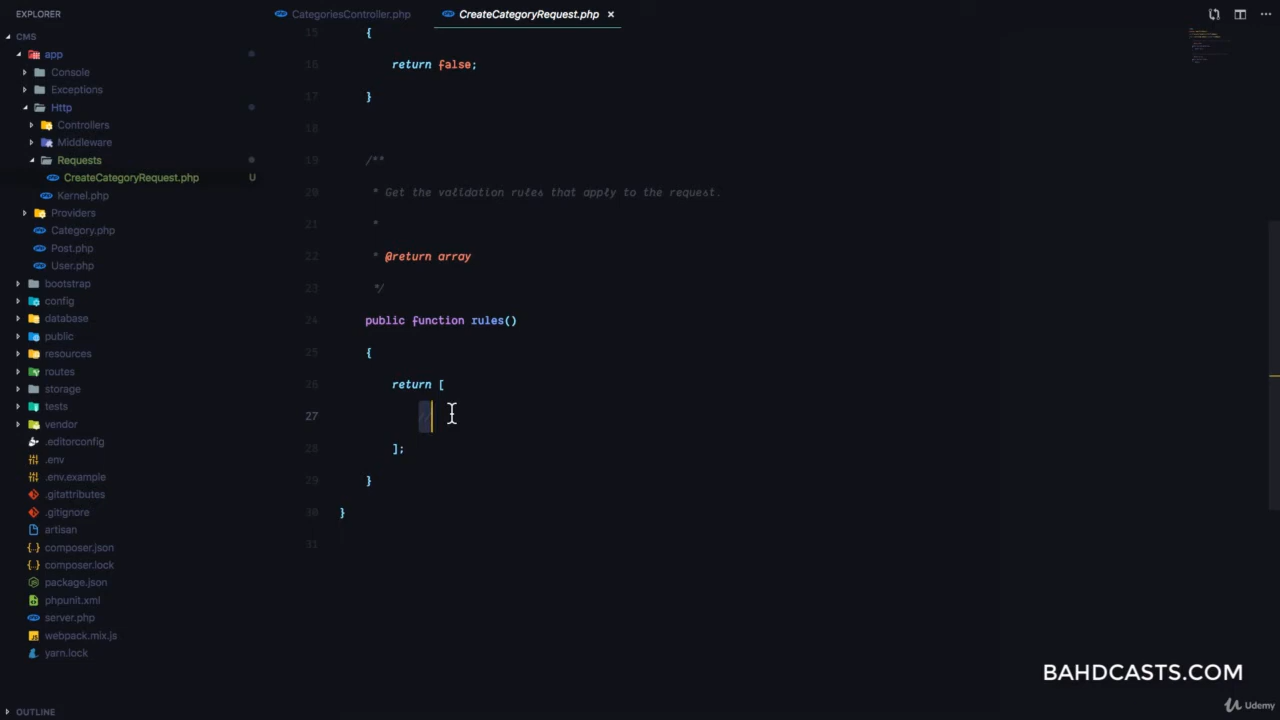 EXPLORER
CategoriesController.php
CreateCategoryRequest.php ×
CMS
app
Console
Exceptions
Http
Controllers
Middleware
Requests
CreateCategoryRequest.php U
Kernel.php
Providers
Category.php
Post.php
User.php
bootstrap
config
database
public
resources
routes
storage
tests
vendor
.editorconfig
.env
.env.example
.gitattributes
.gitignore
artisan
composer.json
composer.lock
package.json
phpunit.xml
server.php
webpack.mix.js
yarn.lock
OUTLINE
15 {
16 return false;
17 }
18
19 /**
20 * Get the validation rules that apply to the request.
21 *
22 * @return array
23 */
24 public function rules()
25 {
26 return [
27 //
28 ];
29 }
30 }
31
BAHDCASTS.COM
Udemy